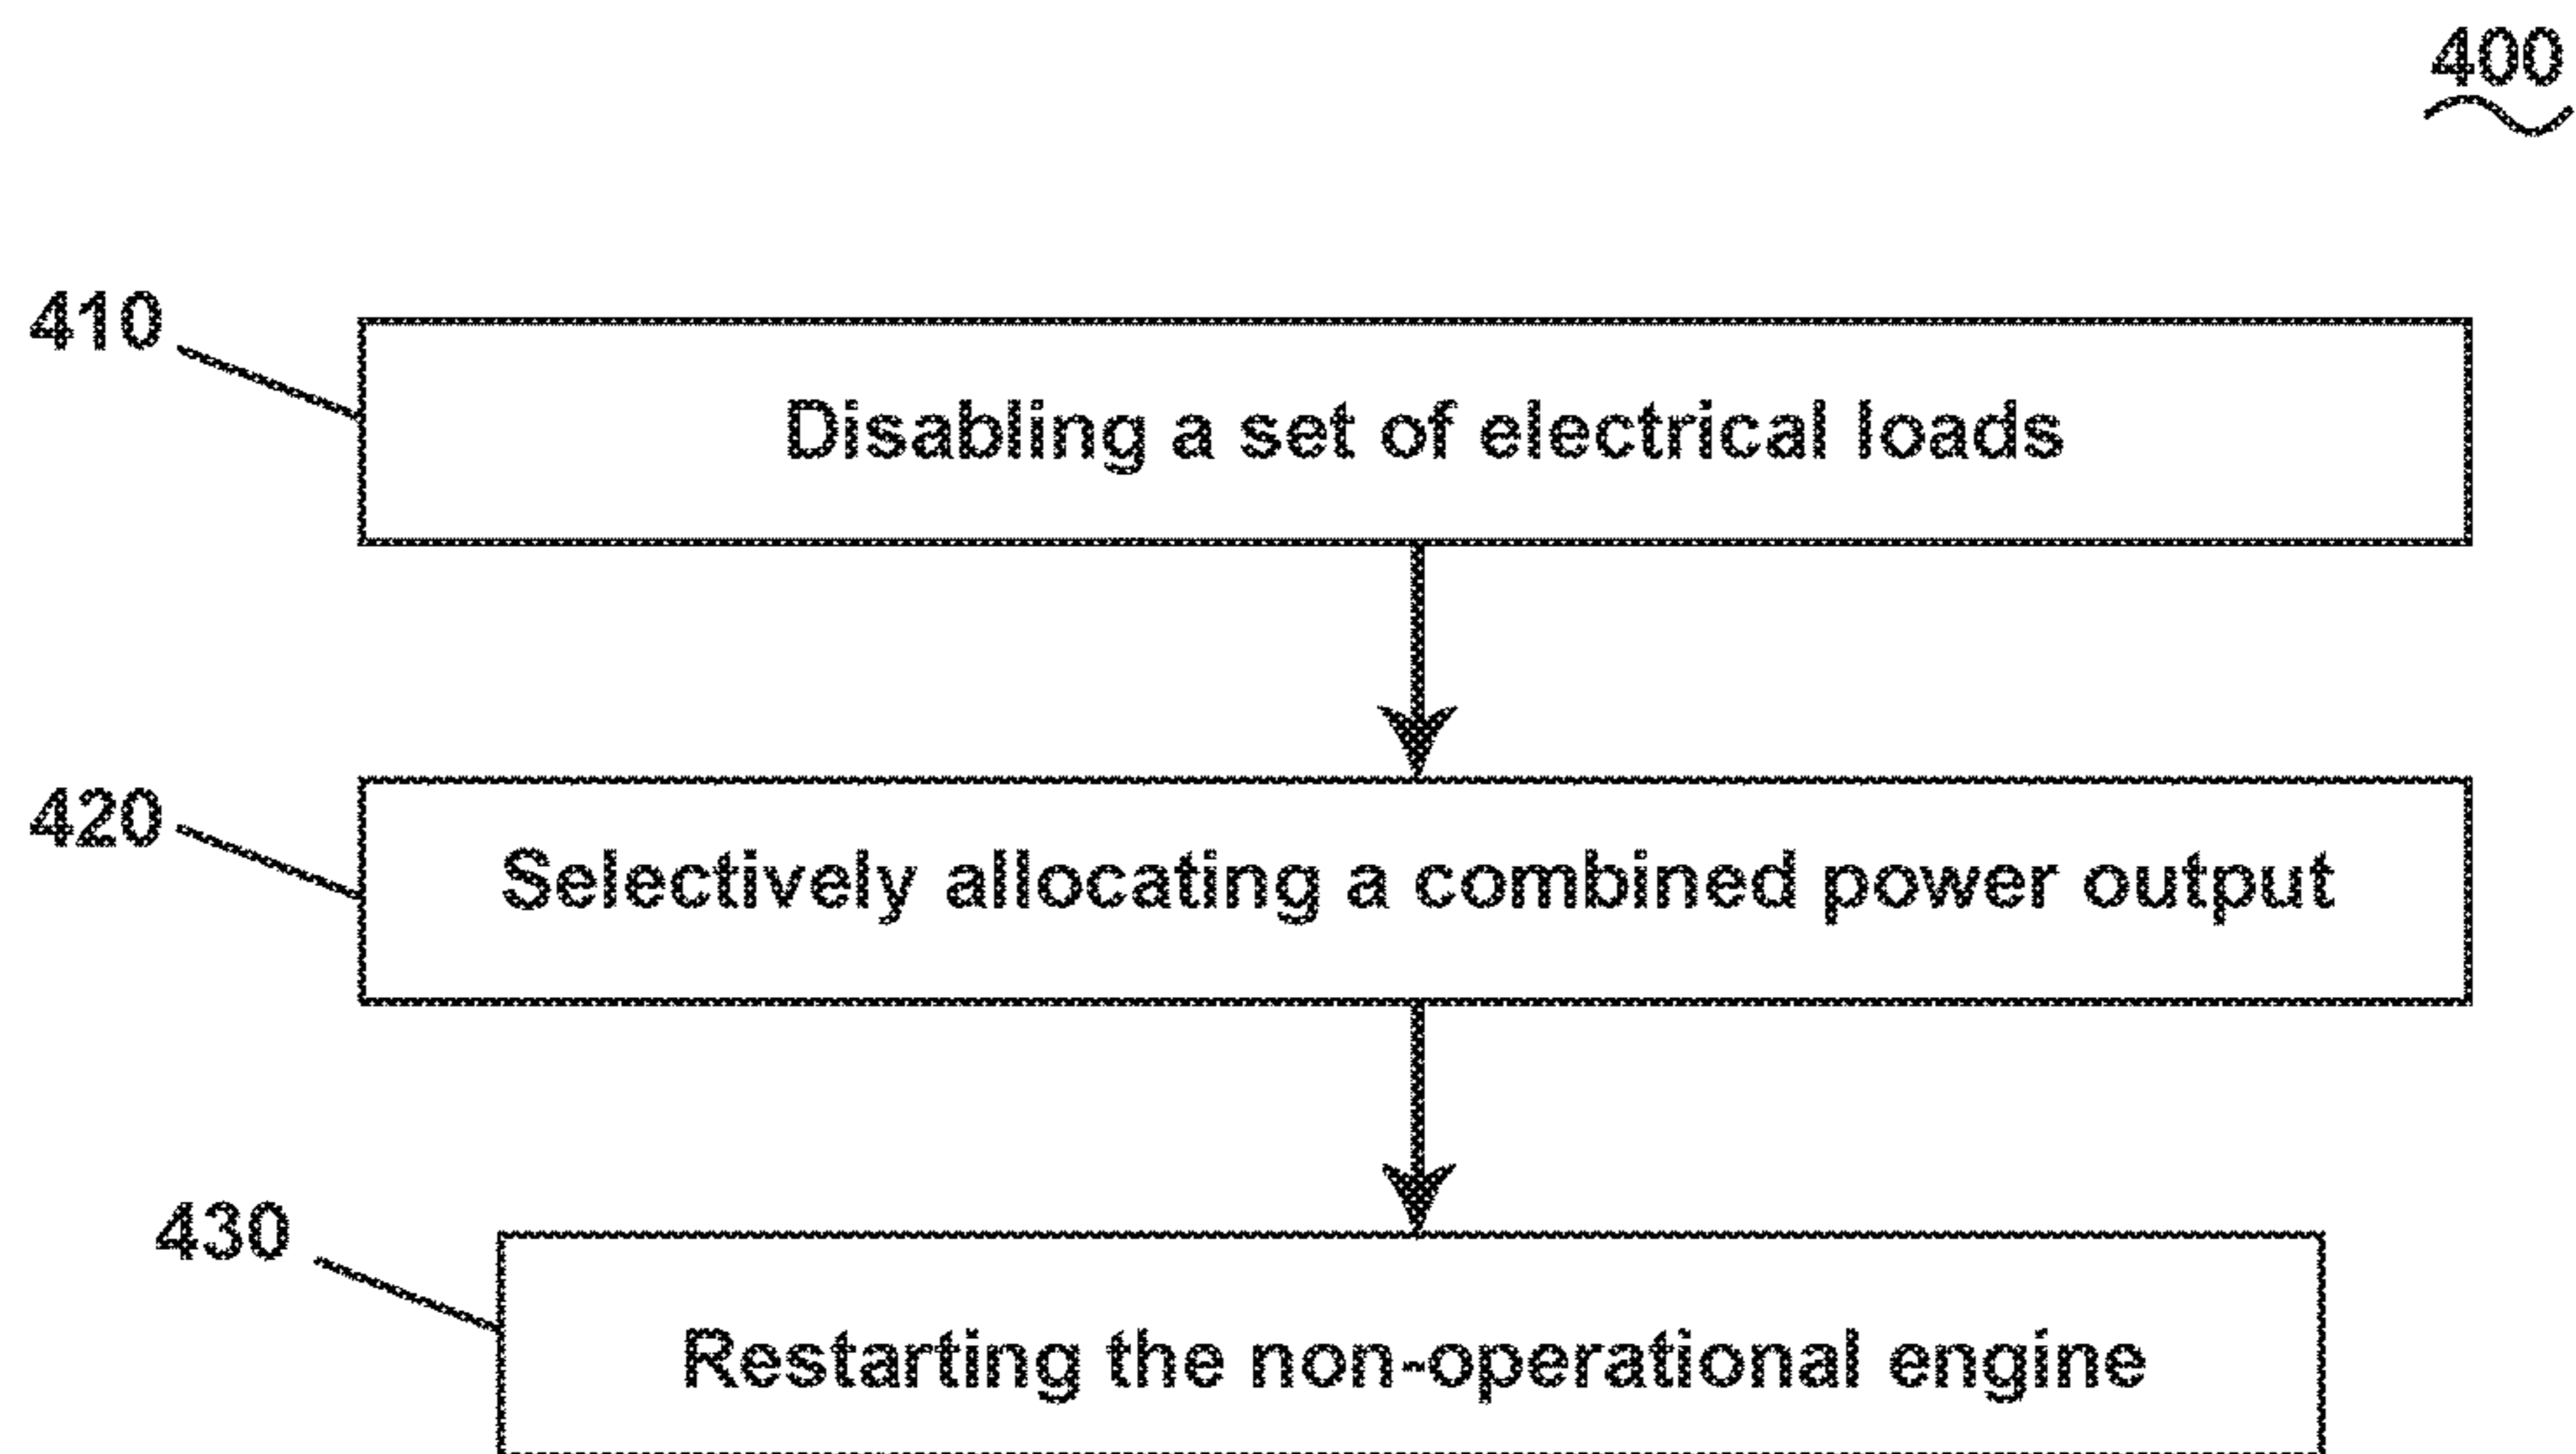 400
410
Disabling a set of electrical loads
420
Selectively allocating a combined power output
430
Restarting the non-operational engine